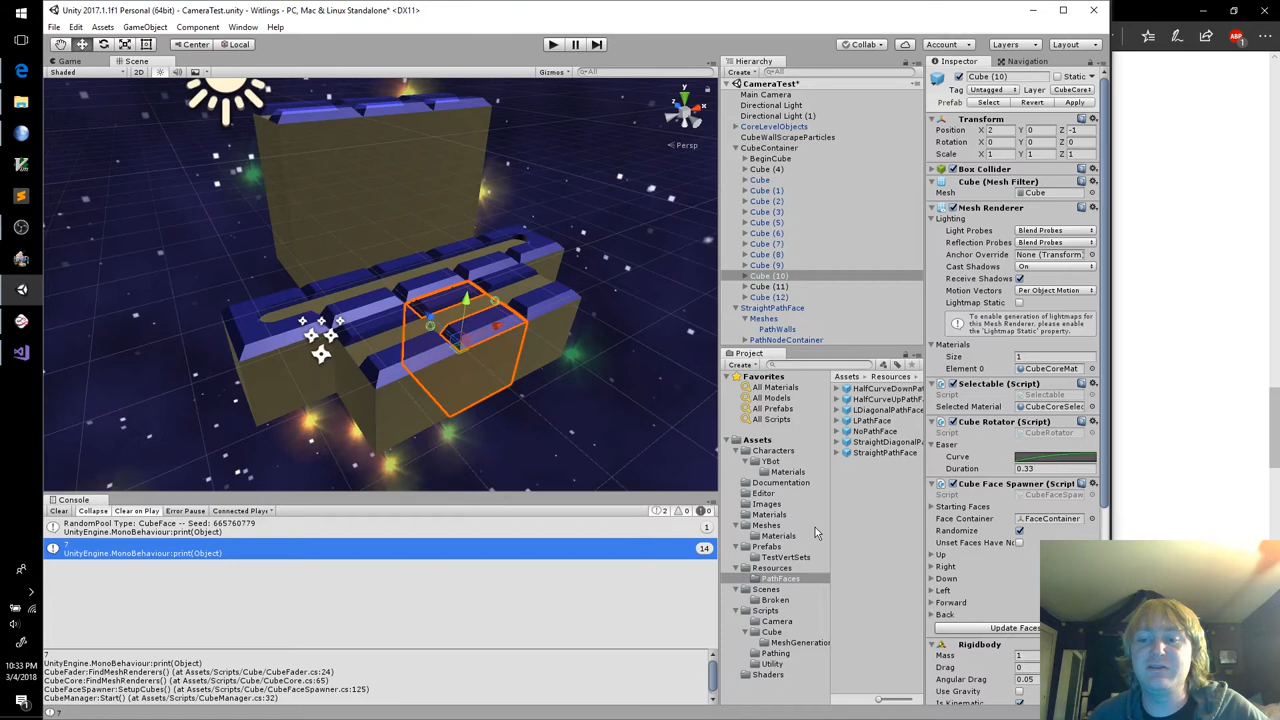 Unity 2017.1.1f1 Personal (64bit) - CameraTest.unity - Witlings - PC, Mac & Linux Standalone* <DX11>
File Edit Assets GameObject Component Window Help
Center Local Collab Account Layers Layout
Game Scene
Shaded 2D Gizmos All
y
x
Persp
Hierarchy
Create All
CameraTest*
Main Camera
Directional Light
Directional Light (1)
CoreLevelObjects
CubeWallScrapeParticles
CubeContainer
BeginCube
Cube (4)
Cube
Cube (1)
Cube (2)
Cube (3)
Cube (5)
Cube (6)
Cube (7)
Cube (8)
Cube (9)
Cube (10)
Cube (11)
Cube (12)
StraightPathFace
Meshes
PathWalls
PathNodeContainer
Project
Create
Favorites
All Materials
All Models
All Prefabs
All Scripts
Assets
Characters
YBot
Materials
Documentation
Editor
Images
Materials
Meshes
Materials
Prefabs
TestVertSets
Resources
PathFaces
Scenes
Broken
Scripts
Camera
Cube
MeshGeneration
Pathing
Utility
Shaders
Assets Resources
HalfCurveDownPat
HalfCurveUpPathF
LDiagonalPathFace
LPathFace
NoPathFace
StraightDiagonalPa
StraightPathFace
Inspector Navigation
Cube (10) Static
Tag Untagged Layer CubeCore
Prefab Select Revert Apply
Transform
Position X 2 Y 0 Z -1
Rotation X 0 Y 0 Z 0
Scale X 1 Y 1 Z 1
Box Collider
Cube (Mesh Filter)
Mesh Cube
Mesh Renderer
Lighting
Light Probes Blend Probes
Reflection Probes Blend Probes
Anchor Override None (Transform)
Cast Shadows On
Receive Shadows
Motion Vectors Per Object Motion
Lightmap Static
To enable generation of lightmaps for this Mesh Renderer, please enable the 'Lightmap Static' property.
Materials
Size 1
Element 0 CubeCoreMat
Selectable (Script)
Script Selectable
Selected Material CubeCoreSelec
Cube Rotator (Script)
Script CubeRotator
Easer
Curve
Duration 0.33
Cube Face Spawner (Script)
Script CubeFaceSpaw
Starting Faces
Face Container FaceContainer
Randomize
Unset Faces Have No
Up
Right
Down
Left
Forward
Back
Update Faces
Rigidbody
Mass 1
Drag 0
Angular Drag 0.05
Use Gravity
Is Kinematic
Console
Clear Collapse Clear on Play Error Pause Connected Player 2 0 0
RandomPool Type: CubeFace -- Seed: 665760779
UnityEngine.MonoBehaviour:print(Object)
1
7
UnityEngine.MonoBehaviour:print(Object)
14
7
UnityEngine.MonoBehaviour:print(Object)
CubeFader:FindMeshRenderers() (at Assets/Scripts/Cube/CubeFader.cs:24)
CubeCore:FindMeshRenderers() (at Assets/Scripts/Cube/CubeCore.cs:65)
CubeFaceSpawner:SetupCubes() (at Assets/Scripts/Cube/CubeFaceSpawner.cs:125)
CubeManager:Start() (at Assets/Scripts/Cube/CubeManager.cs:32)
7
10:33 PM
3/4/2018
ABP
1